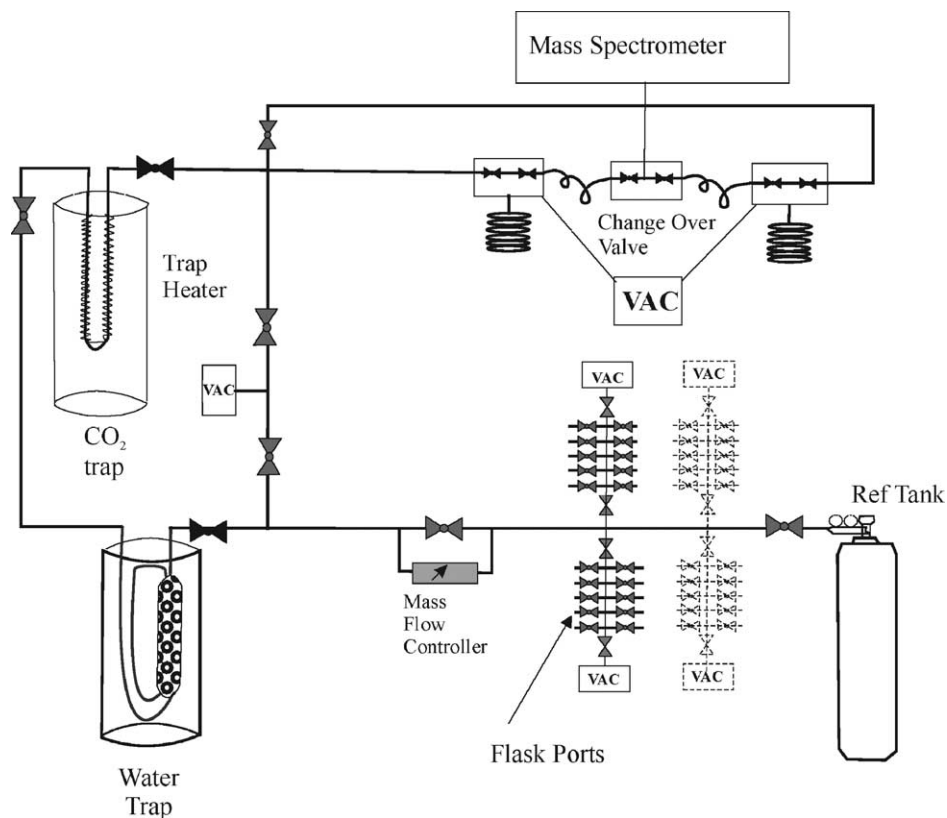 Mass Spectrometer
Change Over
Valve
VAC
Trap
Heater
VAC
CO₂
trap
VAC
VAC
Ref Tank
Mass
Flow
Controller
VAC
VAC
Flask Ports
Water
Trap